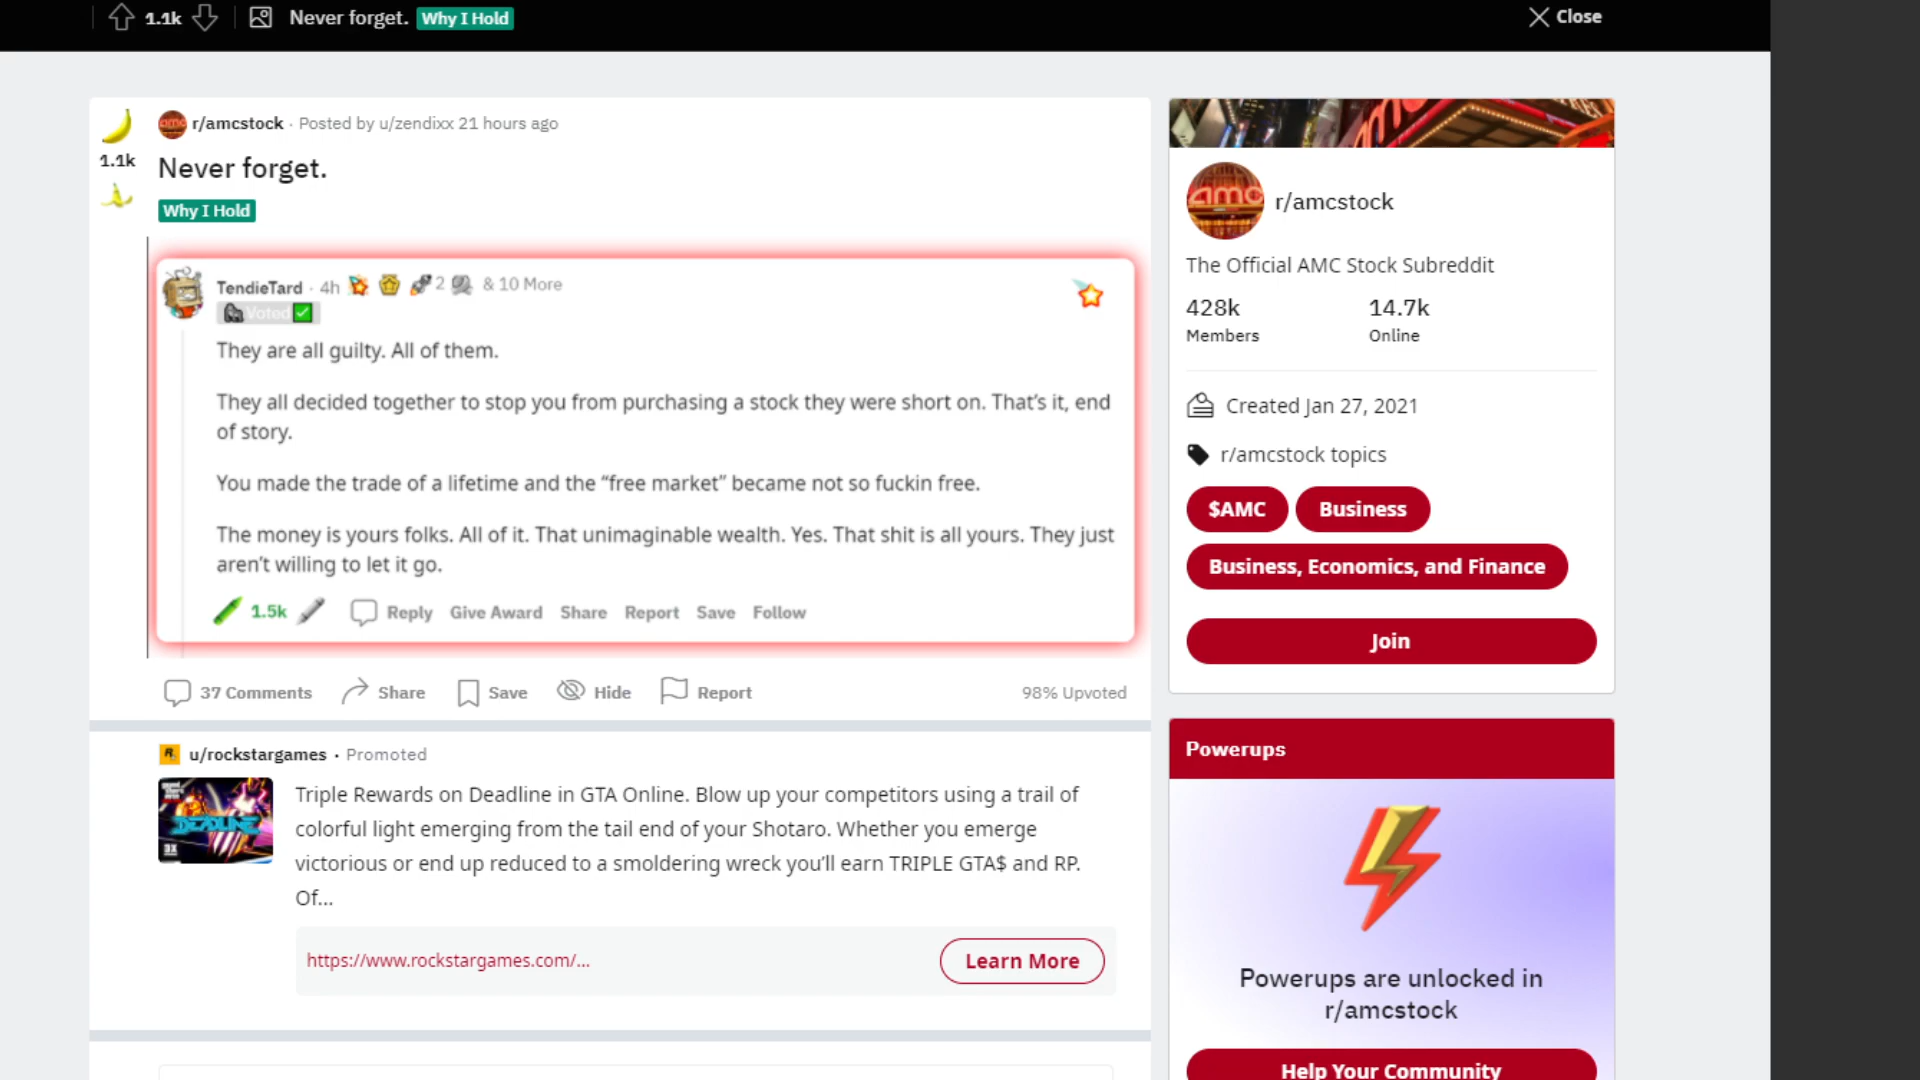 1.1k
Never forget. Why I Hold
Close
r/amcstock · Posted by u/zendixx 21 hours ago
1.1k
Never forget.
Why I Hold
TendieTard · 4h 2 & 10 More
Voted
They are all guilty. All of them.
They all decided together to stop you from purchasing a stock they were short on. That's it, end
of story.
You made the trade of a lifetime and the "free market" became not so fuckin free.
The money is yours folks. All of it. That unimaginable wealth. Yes. That shit is all yours. They just
aren't willing to let it go.
1.5k Reply Give Award Share Report Save Follow
37 Comments Share Save Hide Report 98% Upvoted
u/rockstargames · Promoted
DEADLINE
3X
Triple Rewards on Deadline in GTA Online. Blow up your competitors using a trail of
colorful light emerging from the tail end of your Shotaro. Whether you emerge
victorious or end up reduced to a smoldering wreck you'll earn TRIPLE GTA$ and RP.
Of...
https://www.rockstargames.com/...
Learn More
amc
r/amcstock
The Official AMC Stock Subreddit
428k 14.7k
Members Online
Created Jan 27, 2021
r/amcstock topics
$AMC Business
Business, Economics, and Finance
Join
Powerups
Powerups are unlocked in
r/amcstock
Help Your Community